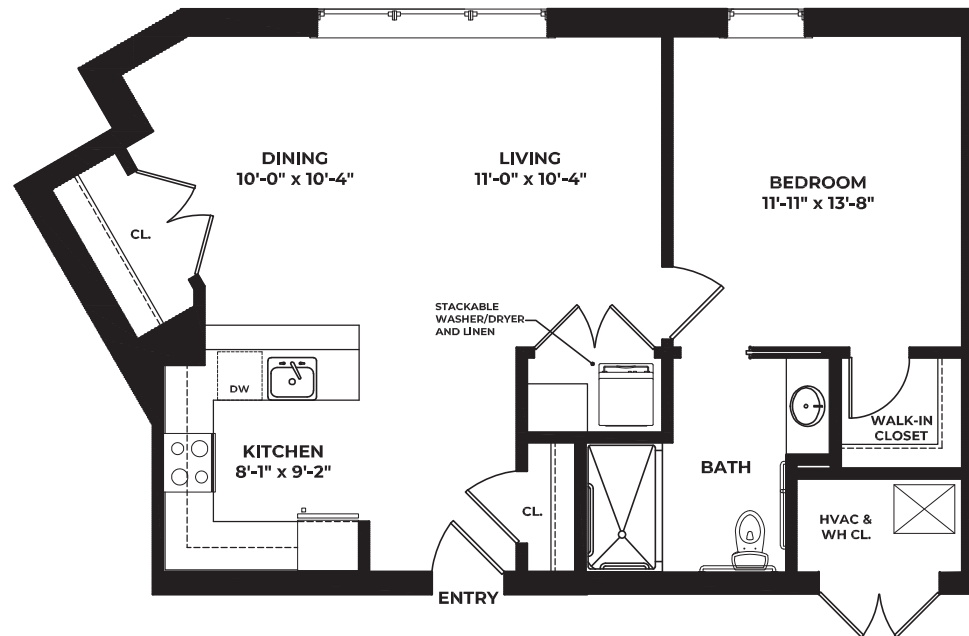 DINING
10'-0" x 10'-4"
LIVING
11'-0" x 10'-4"
BEDROOM
11'-11" x 13'-8"
CL.
STACKABLE
WASHER/DRYER
AND LINEN
DW
KITCHEN
8'-1" x 9'-2"
WALK-IN
CLOSET
BATH
CL.
HVAC &
WH CL.
ENTRY